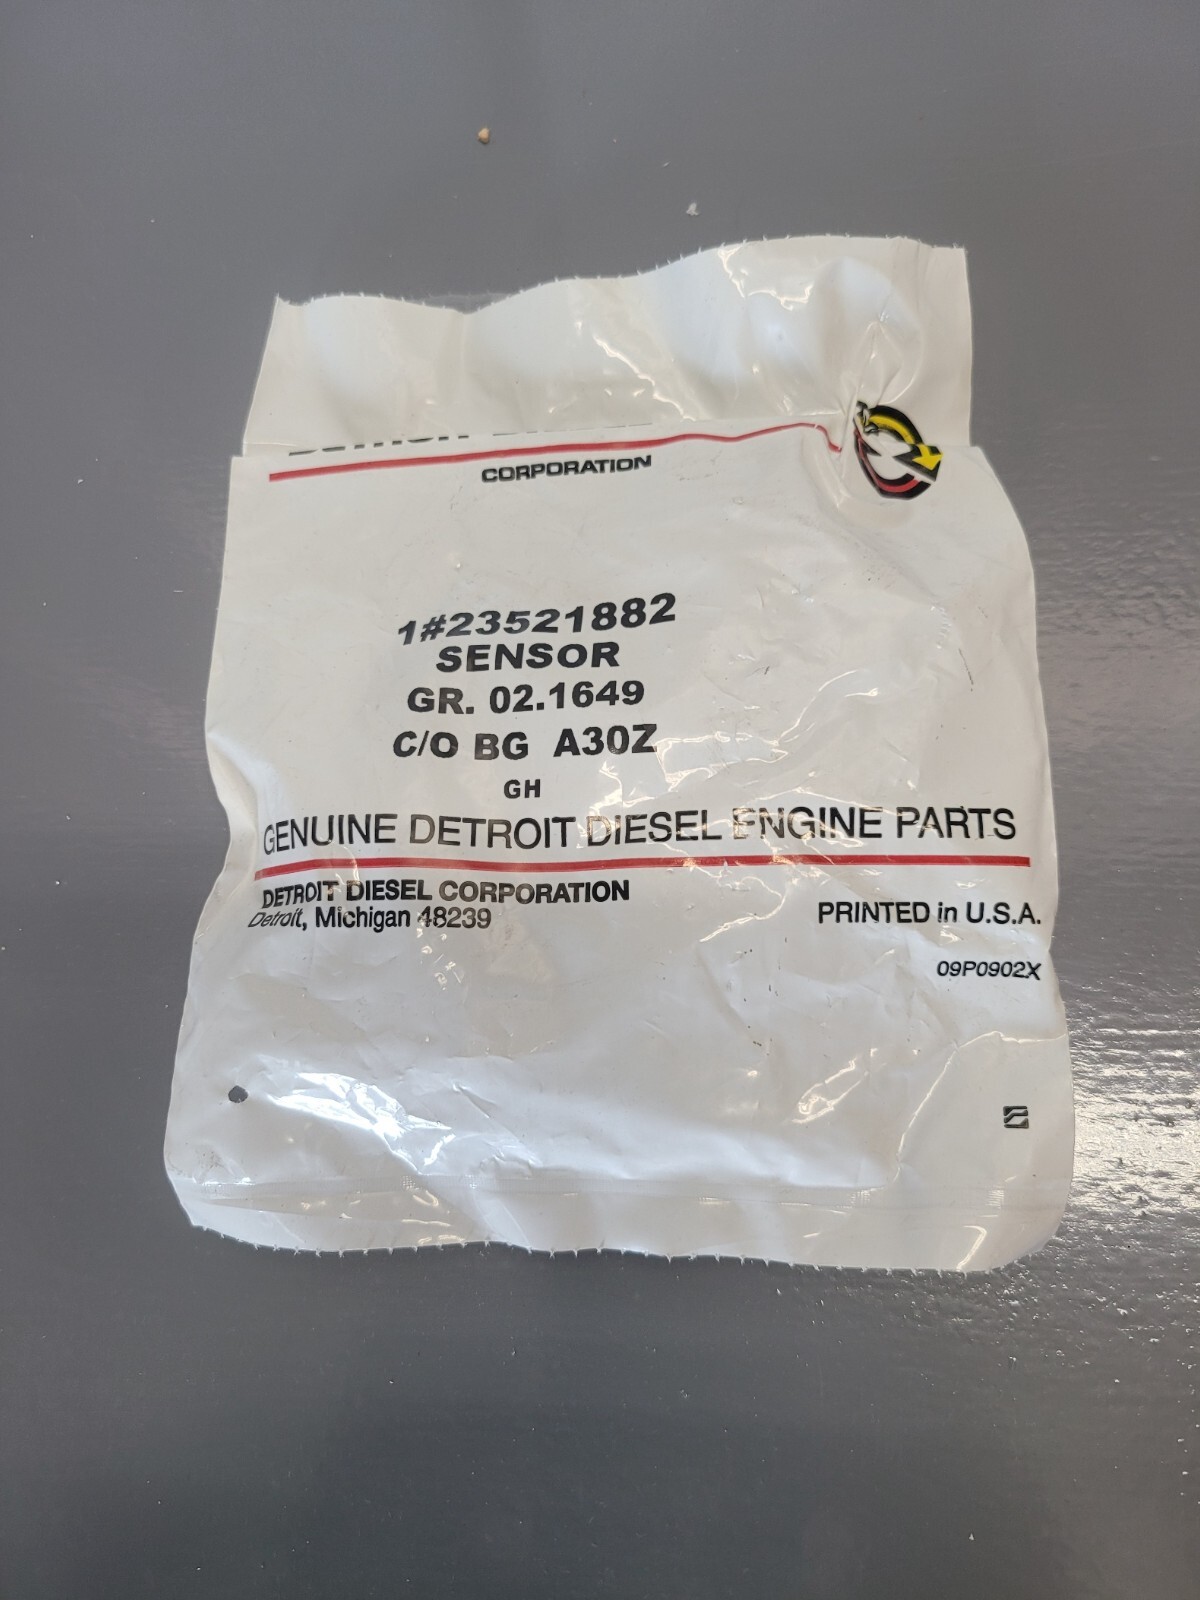 CORPORATION
1#23521882
SENSOR
GR. 02.1649
C/O BG A30Z
GH
GENUINE DETROIT DIESEL ENGINE PARTS
DETROIT DIESEL CORPORATION
Detroit, Michigan 48239
PRINTED in U.S.A.
09P0902X